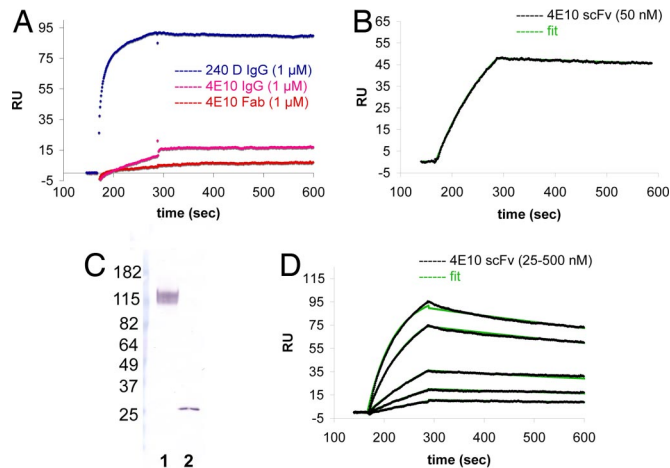 A
95
75
55
35
15
-5
RU
240 D IgG (1 µM)
4E10 IgG (1 µM)
4E10 Fab (1 µM)
100 200 300 400 500 600
time (sec)
B
65
55
45
35
25
15
5
-5
RU
4E10 scFv (50 nM)
fit
100 200 300 400 500 600
time (sec)
C
182
115
82
64
49
37
25
1 2
D
115
95
75
55
35
15
-5
RU
4E10 scFv (25-500 nM)
fit
100 200 300 400 500 600
time (sec)